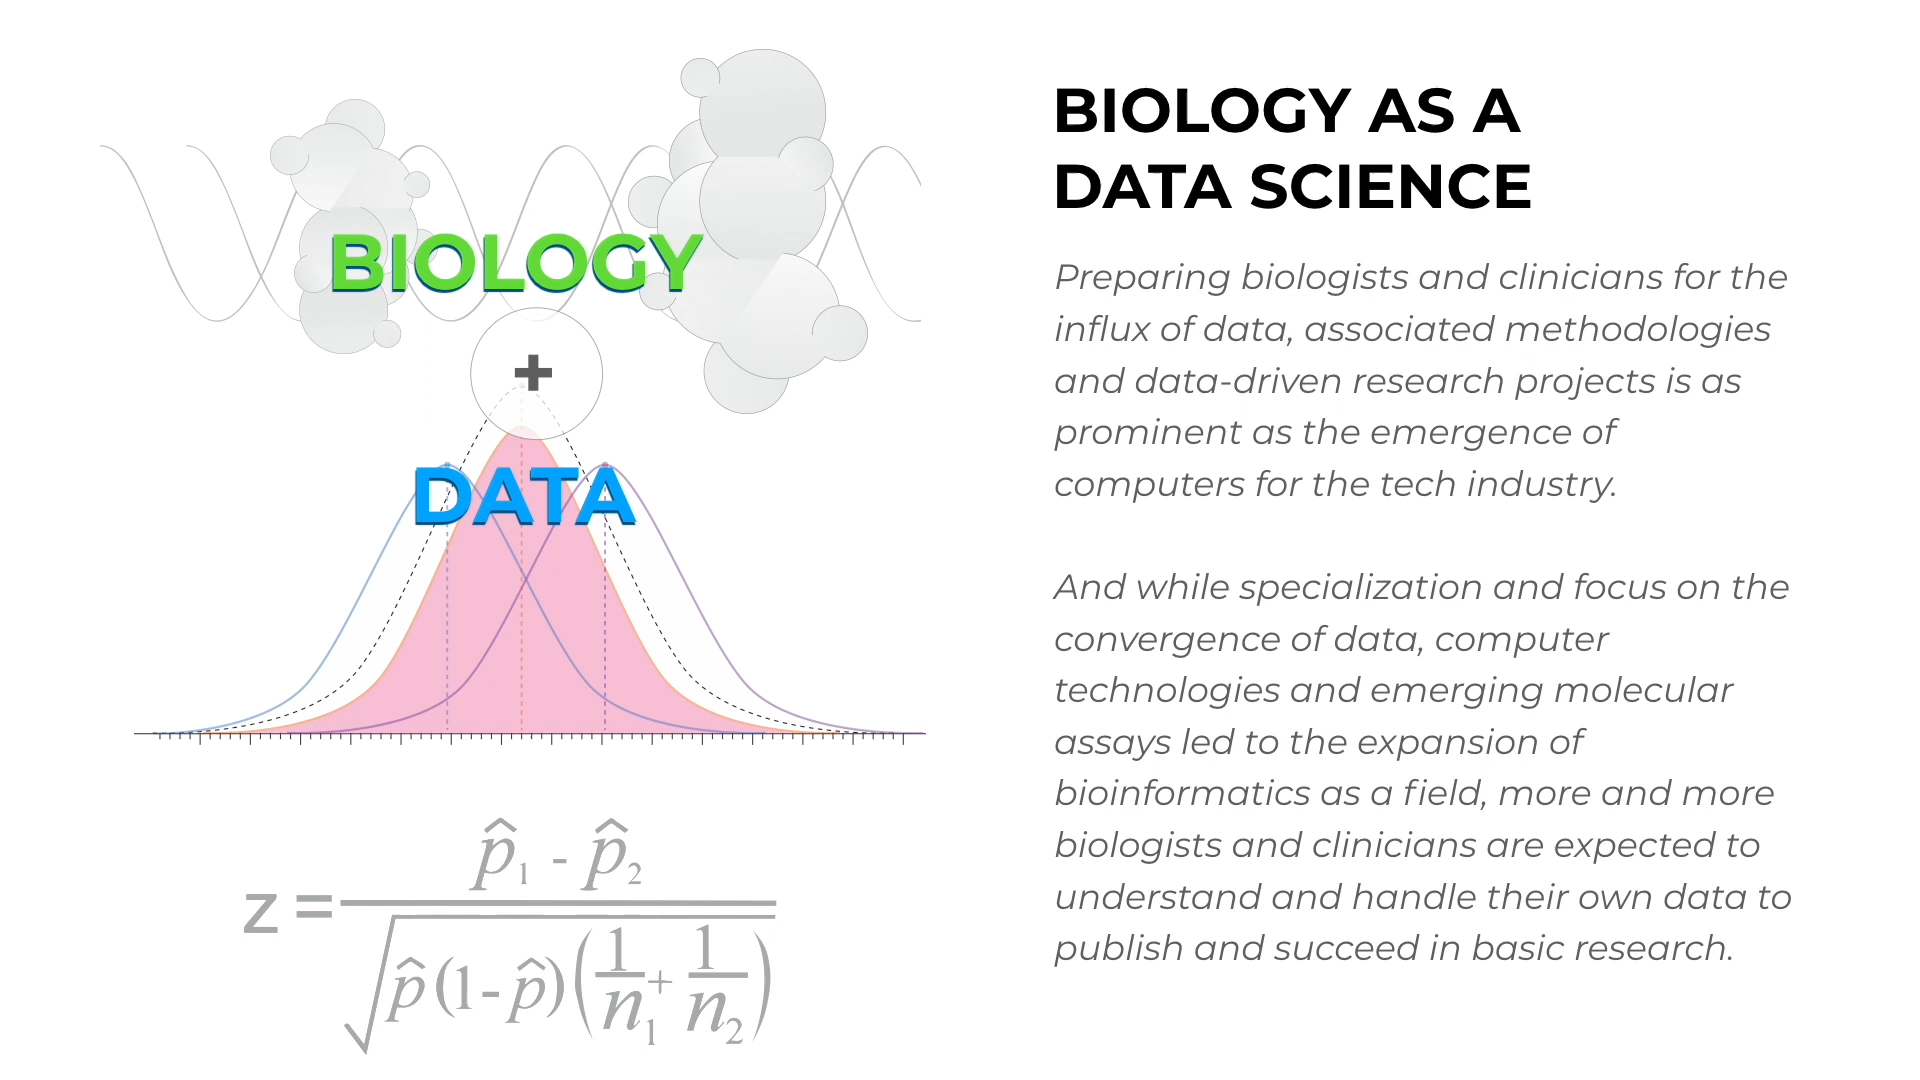 BIOLOGY
+
DATA
z = p̂₁ - p̂₂
√p̂(1-p̂)(1/n₁ + 1/n₂)
BIOLOGY AS A
DATA SCIENCE
Preparing biologists and clinicians for the
influx of data, associated methodologies
and data-driven research projects is as
prominent as the emergence of
computers for the tech industry.
And while specialization and focus on the
convergence of data, computer
technologies and emerging molecular
assays led to the expansion of
bioinformatics as a field, more and more
biologists and clinicians are expected to
understand and handle their own data to
publish and succeed in basic research.